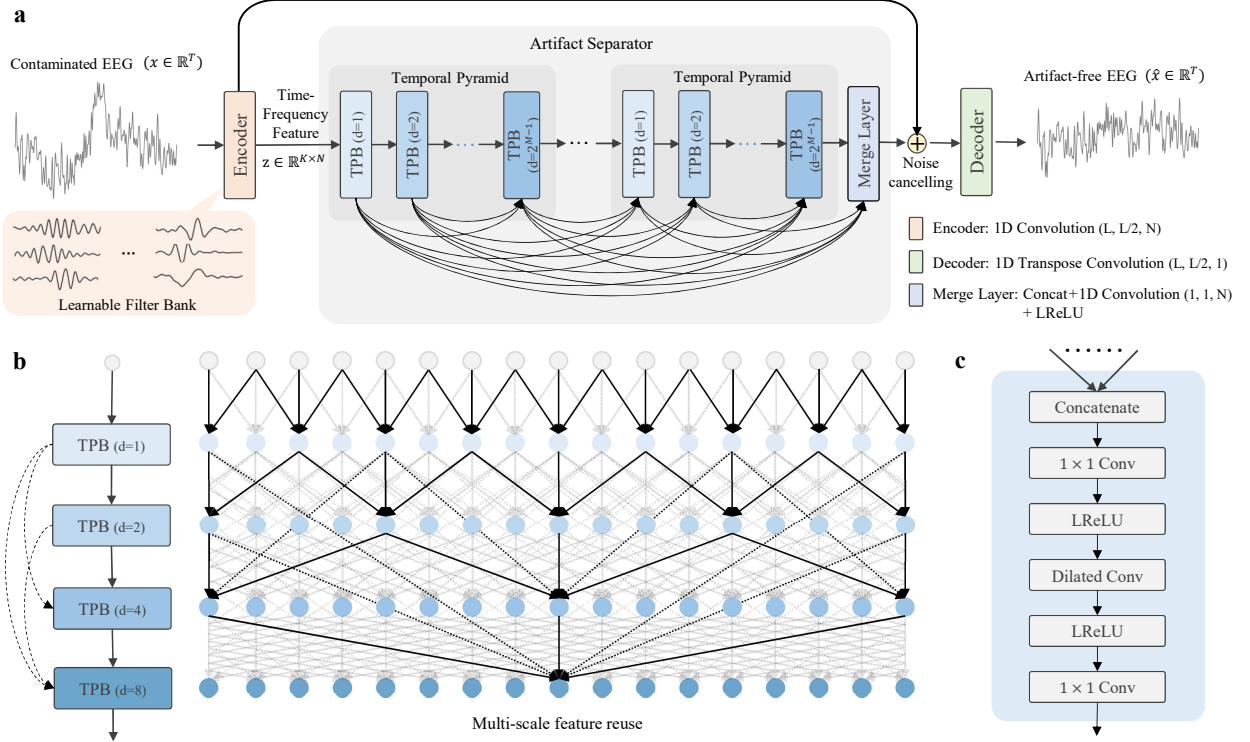 a
Artifact Separator
Contaminated EEG (x ∈ ℝ^T)
Temporal Pyramid
Temporal Pyramid
Artifact-free EEG (x̂ ∈ ℝ^T)
Encoder
Time-
Frequency
Feature
z ∈ ℝ^{K×N}
TPB (d=1)
TPB (d=2)
...
TPB
(d=2^{M−1})
...
TPB (d=1)
TPB (d=2)
...
TPB
(d=2^{M−1})
Merge Layer
Noise
cancelling
Decoder
...
Learnable Filter Bank
Encoder: 1D Convolution (L, L/2, N)
Decoder: 1D Transpose Convolution (L, L/2, 1)
Merge Layer: Concat+1D Convolution (1, 1, N)
+ LReLU
b
TPB (d=1)
TPB (d=2)
TPB (d=4)
TPB (d=8)
Multi-scale feature reuse
c
......
Concatenate
1 × 1 Conv
LReLU
Dilated Conv
LReLU
1 × 1 Conv